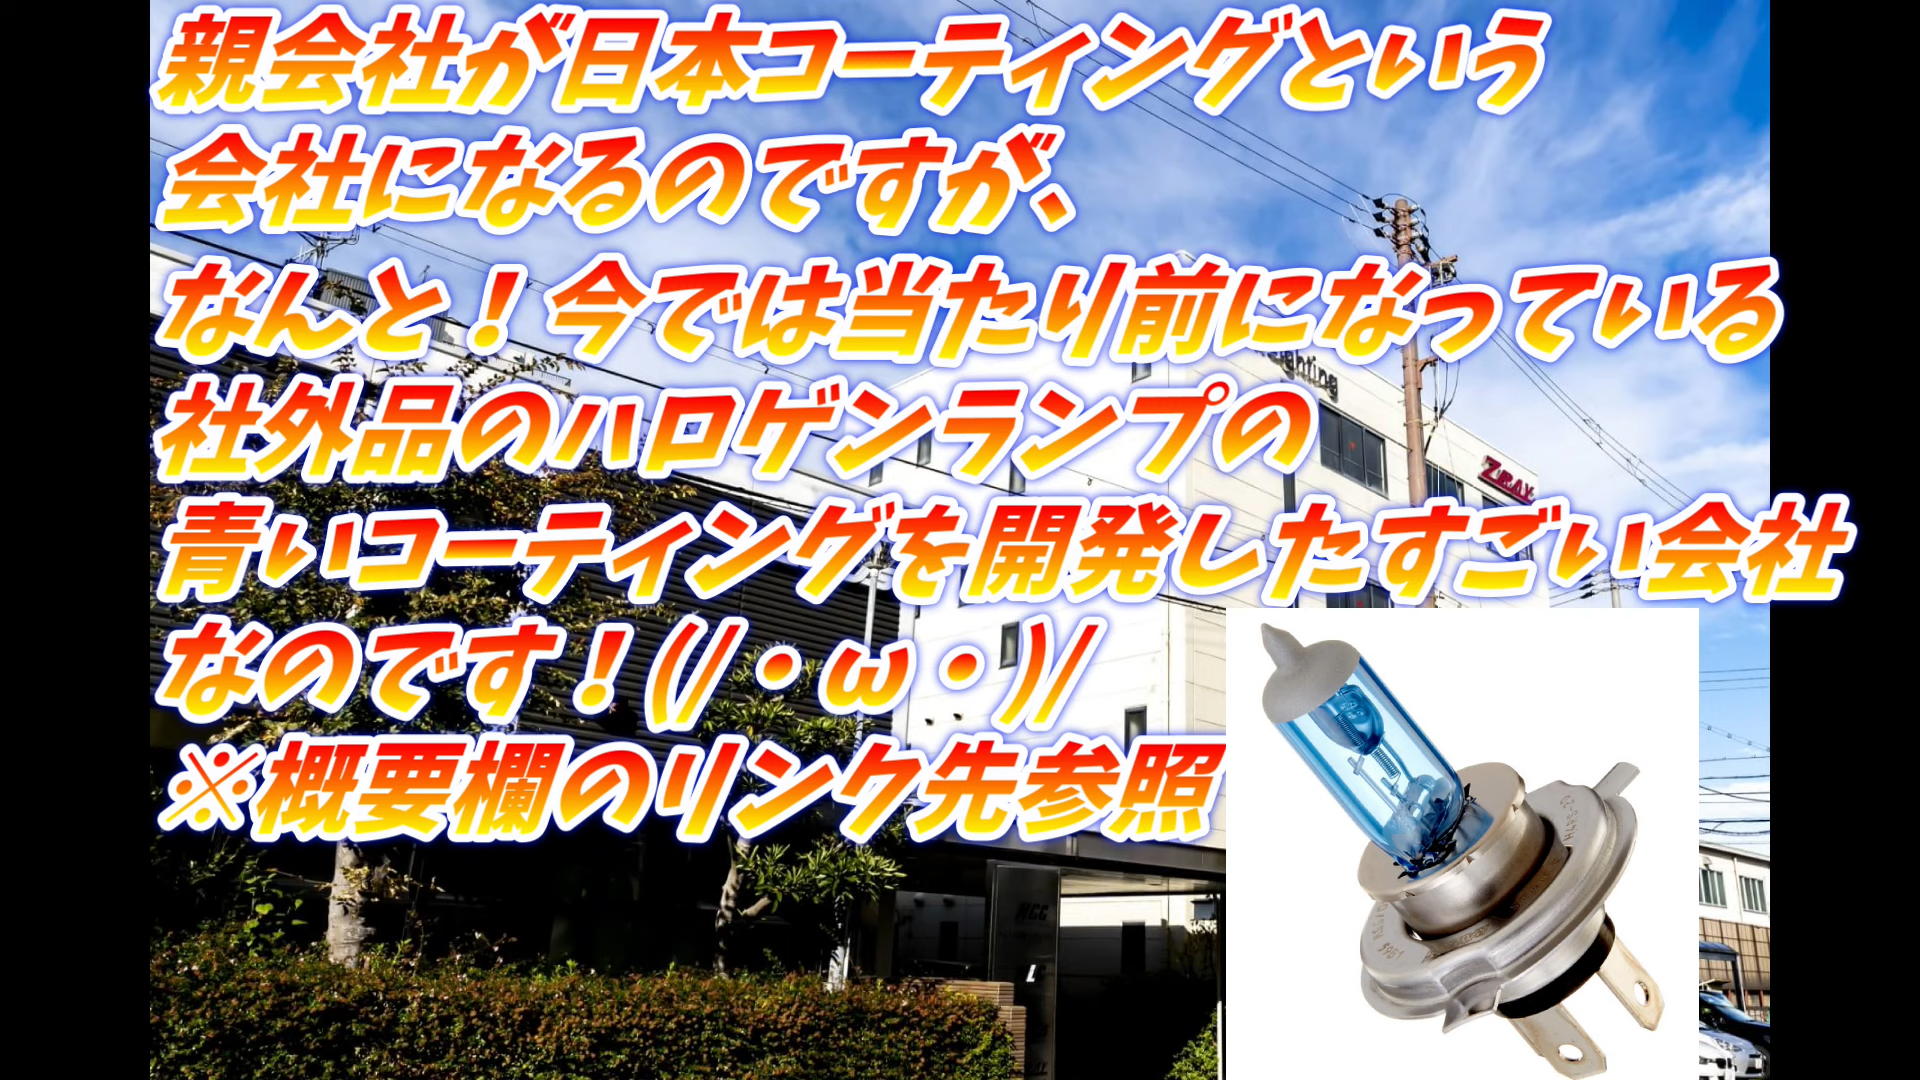 親会社が日本コーティングという
会社になるのですが、
なんと！今では当たり前になっている
社外品のハロゲンランプの
青いコーティングを開発したすごい会社
なのです！(/・ω・)/
※概要欄のリンク先参照
ZRAY
NCC
L